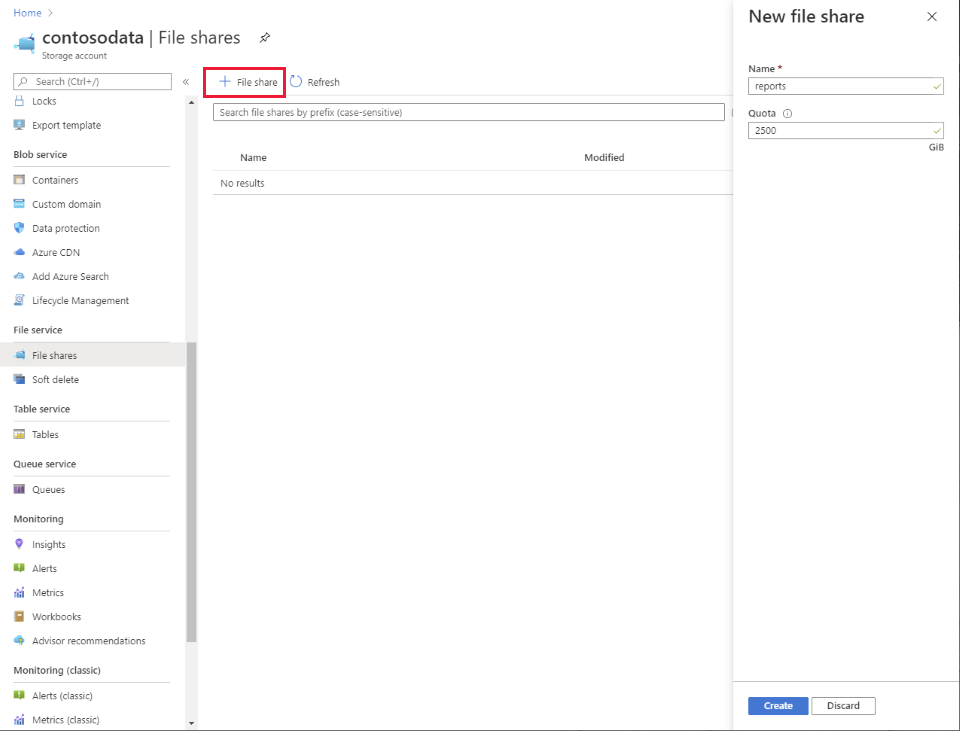 Home >
contosodata | File shares
Storage account
Search (Ctrl+/)
«
Locks
Export template
Blob service
Containers
Custom domain
Data protection
Azure CDN
Add Azure Search
Lifecycle Management
File service
File shares
Soft delete
Table service
Tables
Queue service
Queues
Monitoring
Insights
Alerts
Metrics
Workbooks
Advisor recommendations
Monitoring (classic)
Alerts (classic)
Metrics (classic)
+ File share Refresh
Search file shares by prefix (case-sensitive)
Name Modified
No results
New file share
Name *
reports
Quota
2500
GiB
Create Discard